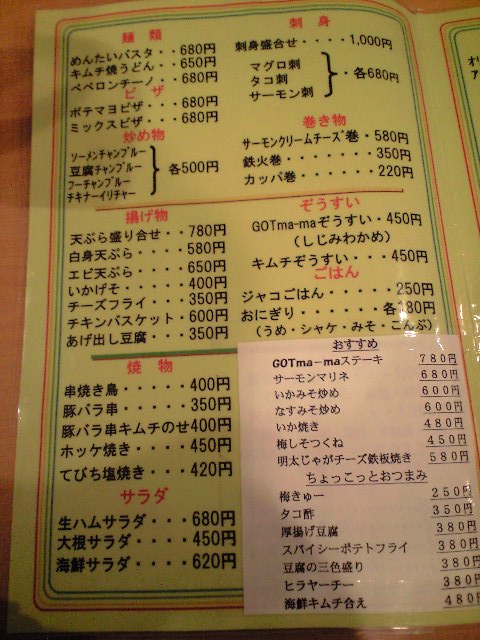 麺類
めんたいパスタ・・680円
キムチ焼うどん・・650円
ペペロンチーノ・・680円
ピザ
ポテマヨピザ・・・680円
ミックスピザ・・・680円
炒め物
ソーメンチャンプルー
豆腐チャンプルー
フーチャンプルー
チキナーイリチャー
各500円
揚げ物
天ぷら盛り合せ・・780円
白身天ぷら・・・・580円
エビ天ぷら・・・・650円
いかげそ・・・・・400円
チーズフライ・・・350円
チキンバスケット・600円
あげ出し豆腐・・・350円
焼物
串焼き鳥・・・・・400円
豚バラ串・・・・・350円
豚バラ串キムチのせ400円
ホッケ焼き・・・・450円
てびち塩焼き・・・420円
サラダ
生ハムサラダ・・・680円
大根サラダ・・・・450円
海鮮サラダ・・・・620円
刺身
刺身盛合せ・・・・1,000円
マグロ刺
タコ刺
サーモン刺
・各680円
巻き物
サーモンクリームチーズ巻・580円
鉄火巻・・・・・・・350円
カッパ巻・・・・・・220円
ぞうすい
GOTma-maぞうすい・450円
(しじみわかめ)
キムチぞうすい・・・450円
ごはん
ジャコごはん・・・・250円
おにぎり・・・・・各180円
(うめ・シャケ・みそ・こんぶ)
おすすめ
GOTma-maステーキ 780円
サーモンマリネ 680円
いかみそ炒め 600円
なすみそ炒め 600円
いか焼き 480円
梅しそつくね 450円
明太じゃがチーズ鉄板焼き 580円
ちょこっとおつまみ
梅きゅー 250円
タコ酢 350円
厚揚げ豆腐 380円
スパイシーポテトフライ 380円
豆腐の三色盛り 380円
ヒラヤーチー 380円
海鮮キムチ合え 480